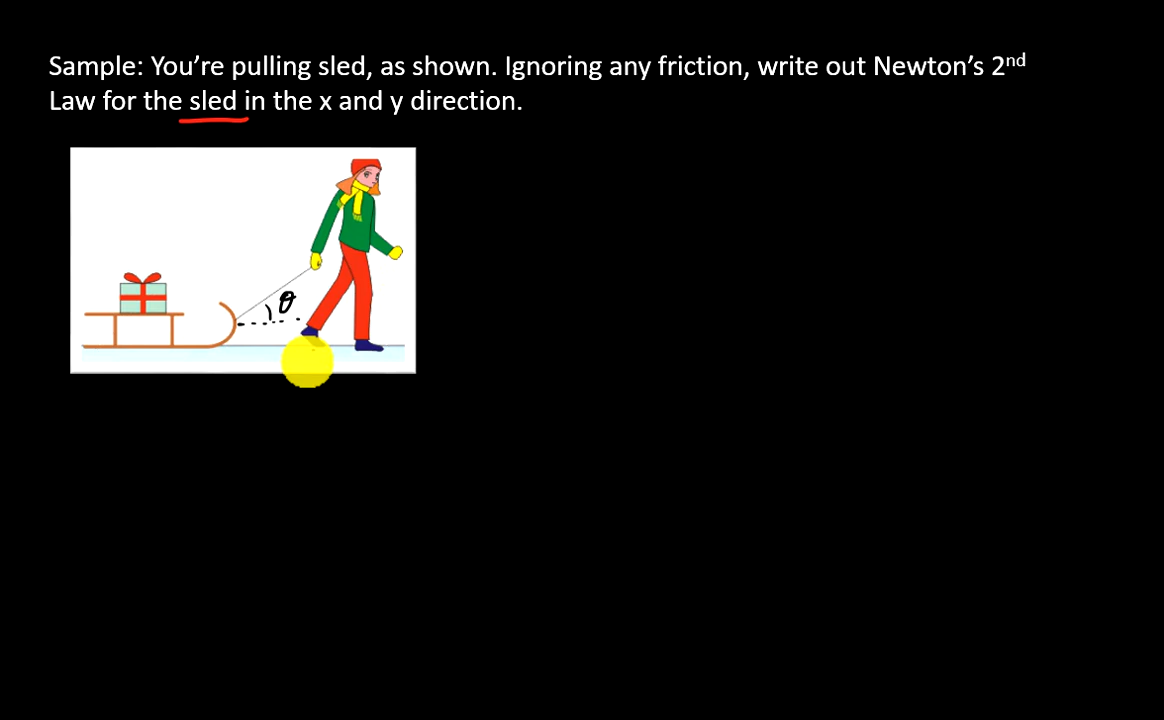 Sample: You’re pulling sled, as shown. Ignoring any friction, write out Newton’s 2nd
Law for the sled in the x and y direction.
θ